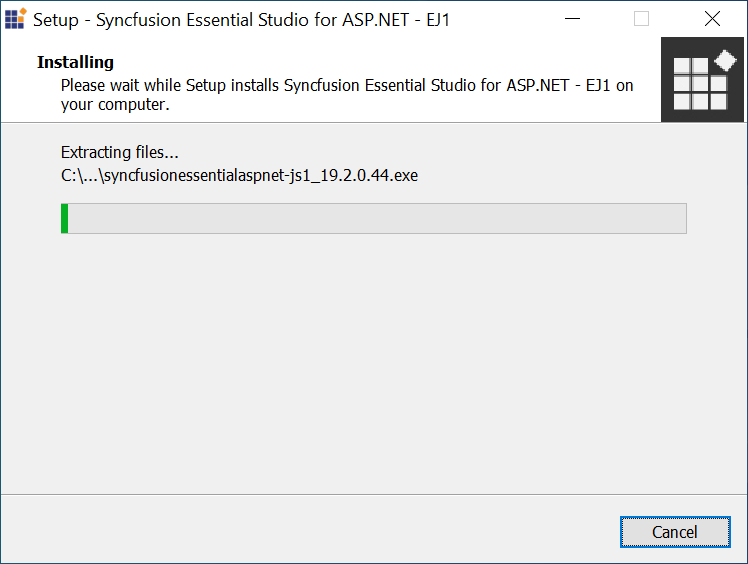 Setup - Syncfusion Essential Studio for ASP.NET - EJ1
Installing
Please wait while Setup installs Syncfusion Essential Studio for ASP.NET - EJ1 on
your computer.
Extracting files...
C:\...\syncfusionessentialaspnet-js1_19.2.0.44.exe
Cancel